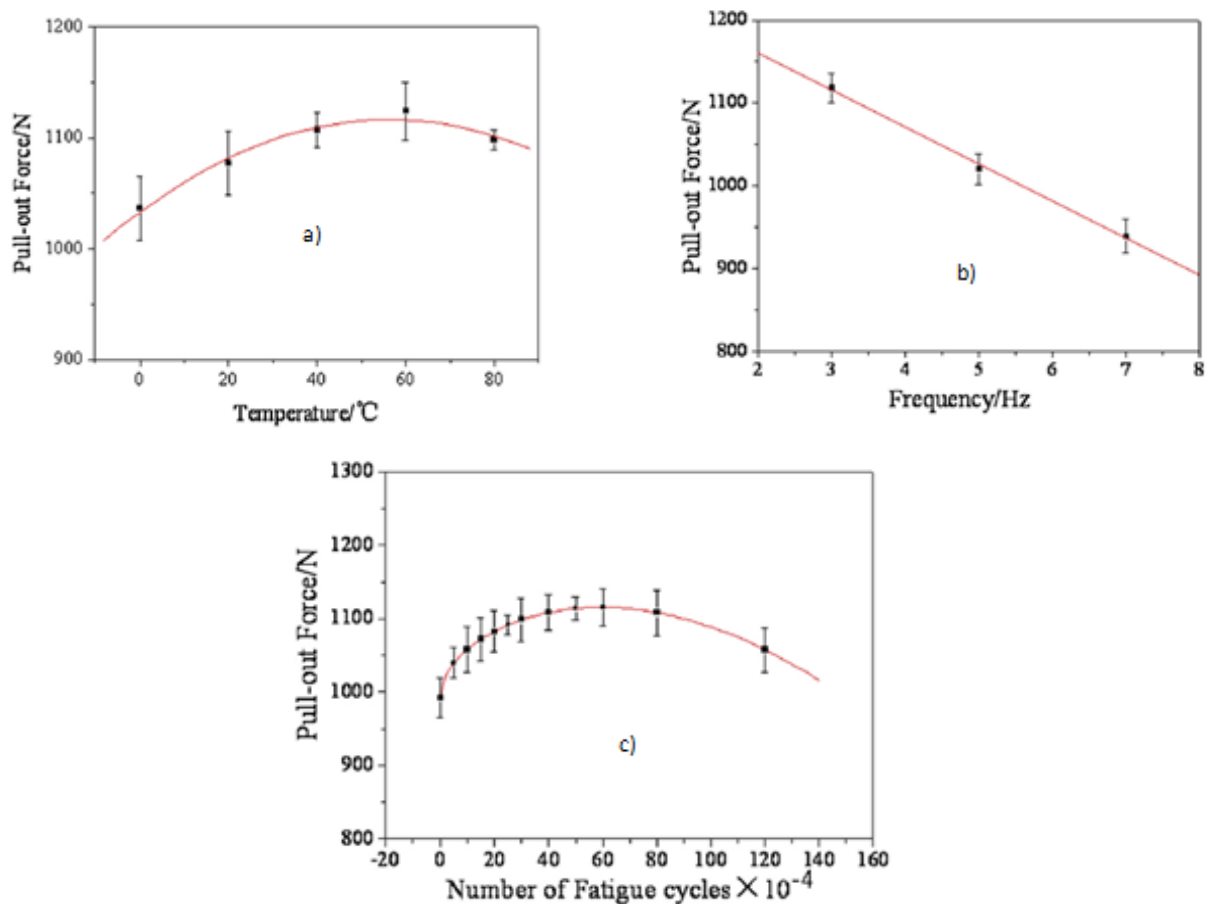 1200
1100
1000
900
Pull-out Force/N
a)
0 20 40 60 80
Temperature/℃
1200
1100
1000
900
800
Pull-out Force/N
b)
2 3 4 5 6 7 8
Frequency/Hz
1300
1200
1100
1000
900
800
Pull-out Force/N
c)
-20 0 20 40 60 80 100 120 140 160
Number of Fatigue cycles×10⁻⁴